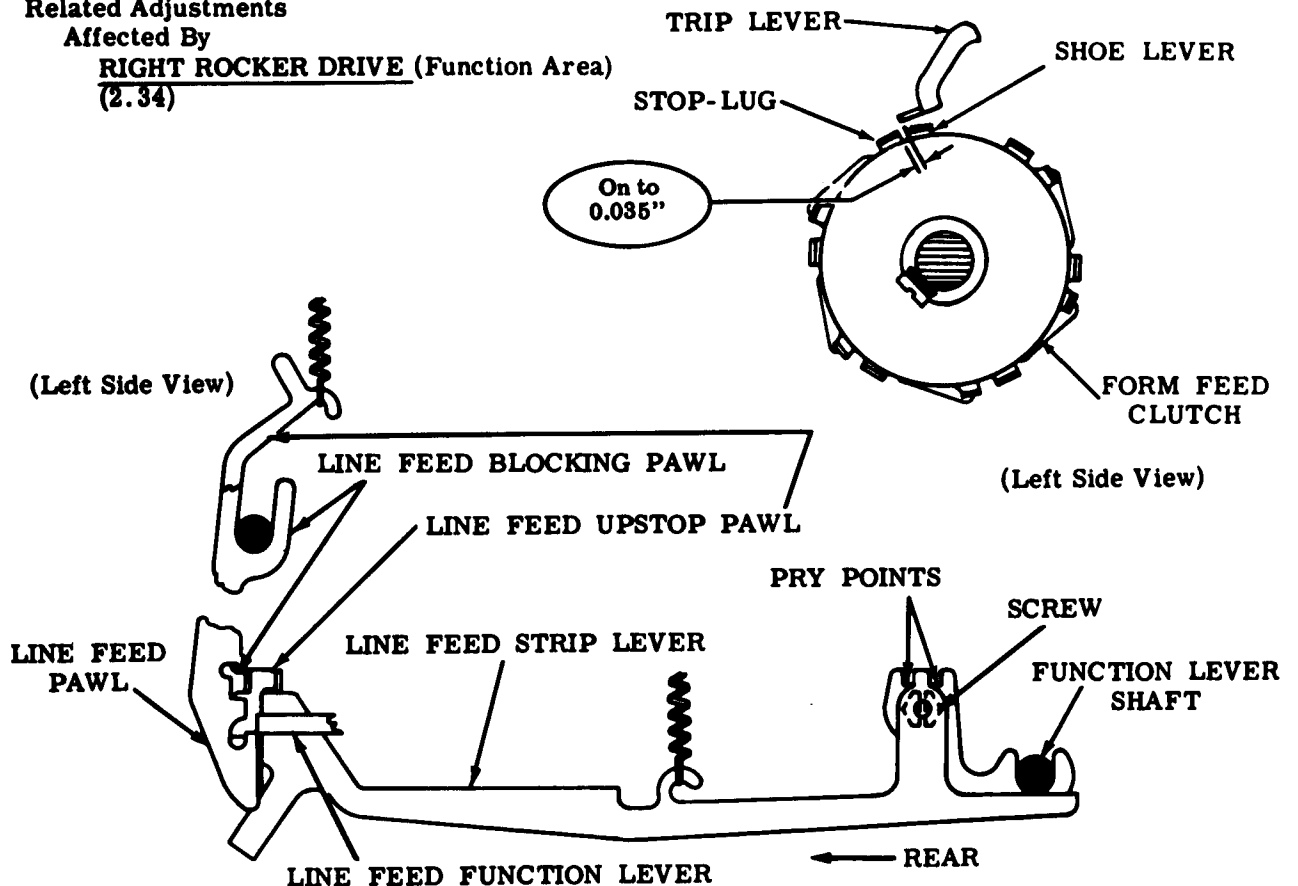 Related Adjustments
Affected By
RIGHT ROCKER DRIVE (Function Area)
(2.34)
TRIP LEVER
SHOE LEVER
STOP-LUG
On to
0.035"
FORM FEED
CLUTCH
(Left Side View)
(Left Side View)
LINE FEED BLOCKING PAWL
LINE FEED UPSTOP PAWL
PRY POINTS
SCREW
LINE FEED STRIP LEVER
LINE FEED
PAWL
FUNCTION LEVER
SHAFT
REAR
LINE FEED FUNCTION LEVER